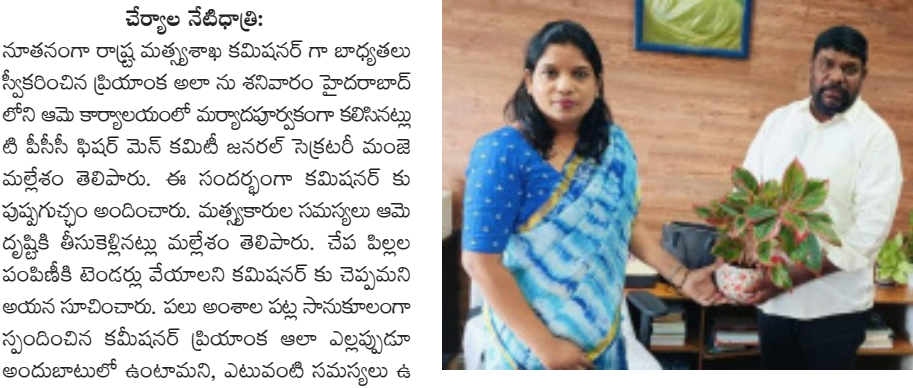 చేర్యాల నేటిధాత్రి:
నూతనంగా రాష్ట్ర మత్స్యశాఖ కమిషనర్ గా బాధ్యతలు
స్వీకరించిన ప్రియాంక అలా ను శనివారం హైదరాబాద్
లోని ఆమె కార్యాలయంలో మర్యాదపూర్వకంగా కలిసినట్లు
టి పీసీసీ ఫిషర్ మెన్ కమిటీ జనరల్ సెక్రటరీ మంజె
మల్లేశం తెలిపారు. ఈ సందర్భంగా కమిషనర్ కు
పుష్పగుచ్ఛం అందించారు. మత్స్యకారుల సమస్యలు ఆమె
దృష్టికి తీసుకెళ్లినట్లు మల్లేశం తెలిపారు. చేప పిల్లల
పంపిణీకి టెండర్లు వేయాలని కమిషనర్ కు చెప్పమని
అయన సూచించారు. పలు అంశాల పట్ల సానుకూలంగా
స్పందించిన కమీషనర్ ప్రియాంక ఆలా ఎల్లప్పుడూ
అందుబాటులో ఉంటామని, ఎటువంటి సమస్యలు ఉ